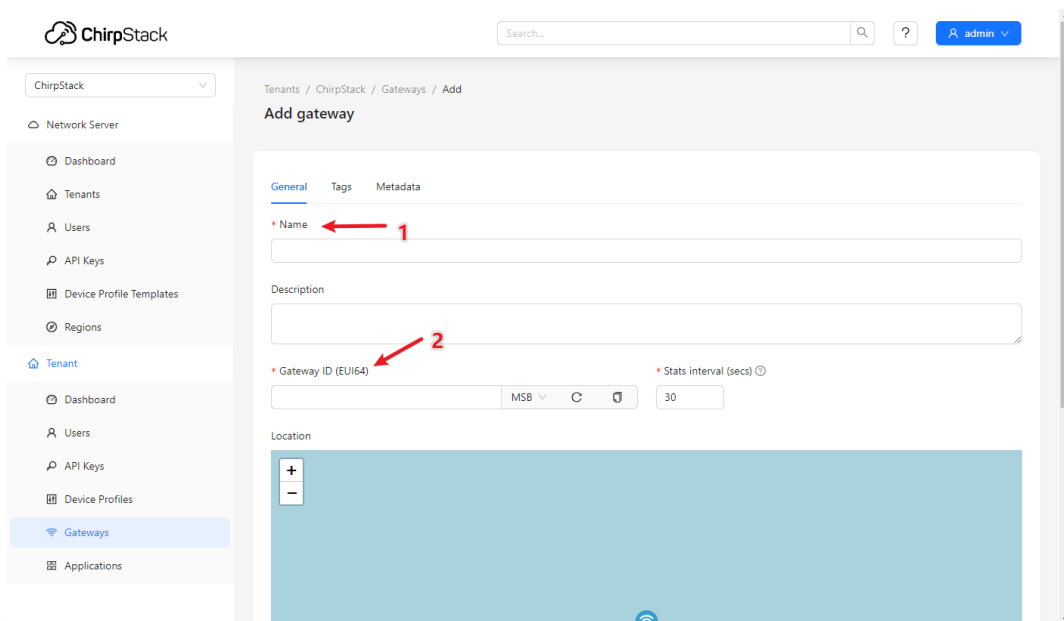 ChirpStack
Search...
?
admin
ChirpStack
Network Server
Dashboard
Tenants
Users
API Keys
Device Profile Templates
Regions
Tenant
Dashboard
Users
API Keys
Device Profiles
Gateways
Applications
Tenants / ChirpStack / Gateways / Add
Add gateway
General Tags Metadata
* Name
1
Description
2
* Gateway ID (EUI64)
* Stats interval (secs) ?
MSB
30
Location
+
−